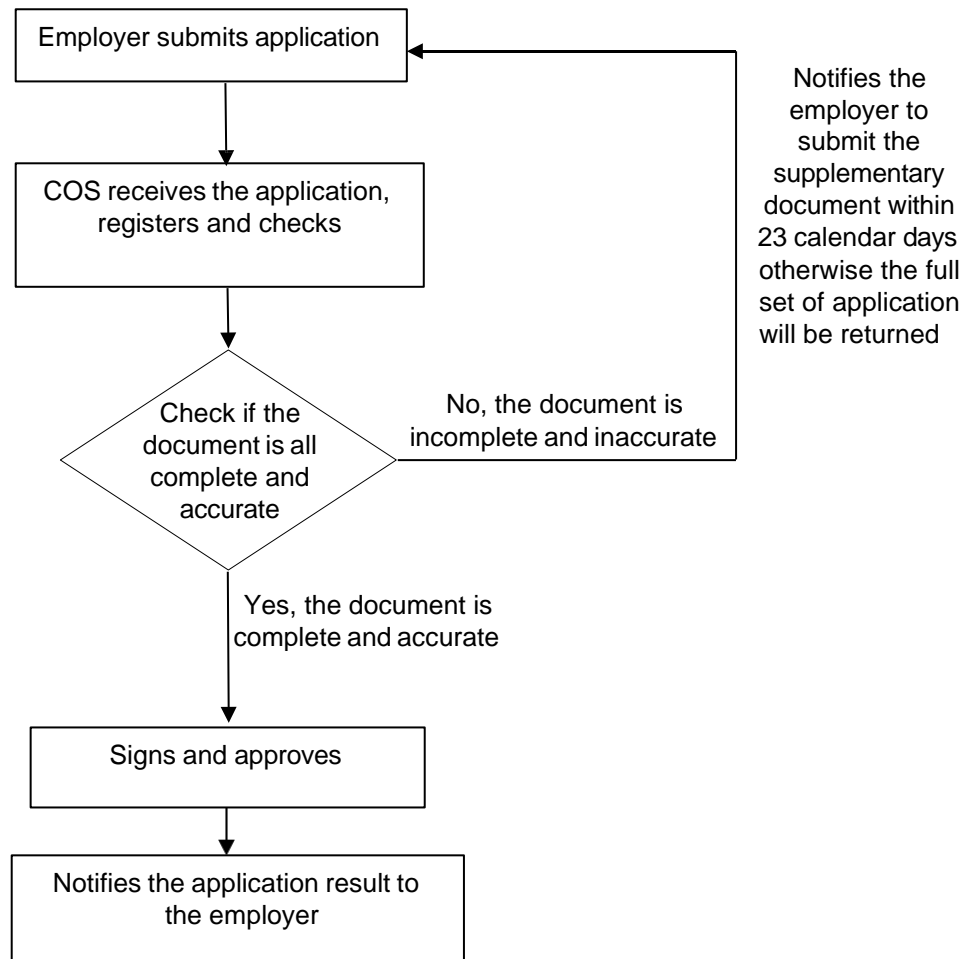 Employer submits application
Notifies the
employer to
submit the
supplementary
document within
23 calendar days
otherwise the full
set of application
will be returned
COS receives the application,
registers and checks
Check if the
document is all
complete and
accurate
No, the document is
incomplete and inaccurate
Yes, the document is
complete and accurate
Signs and approves
Notifies the application result to
the employer